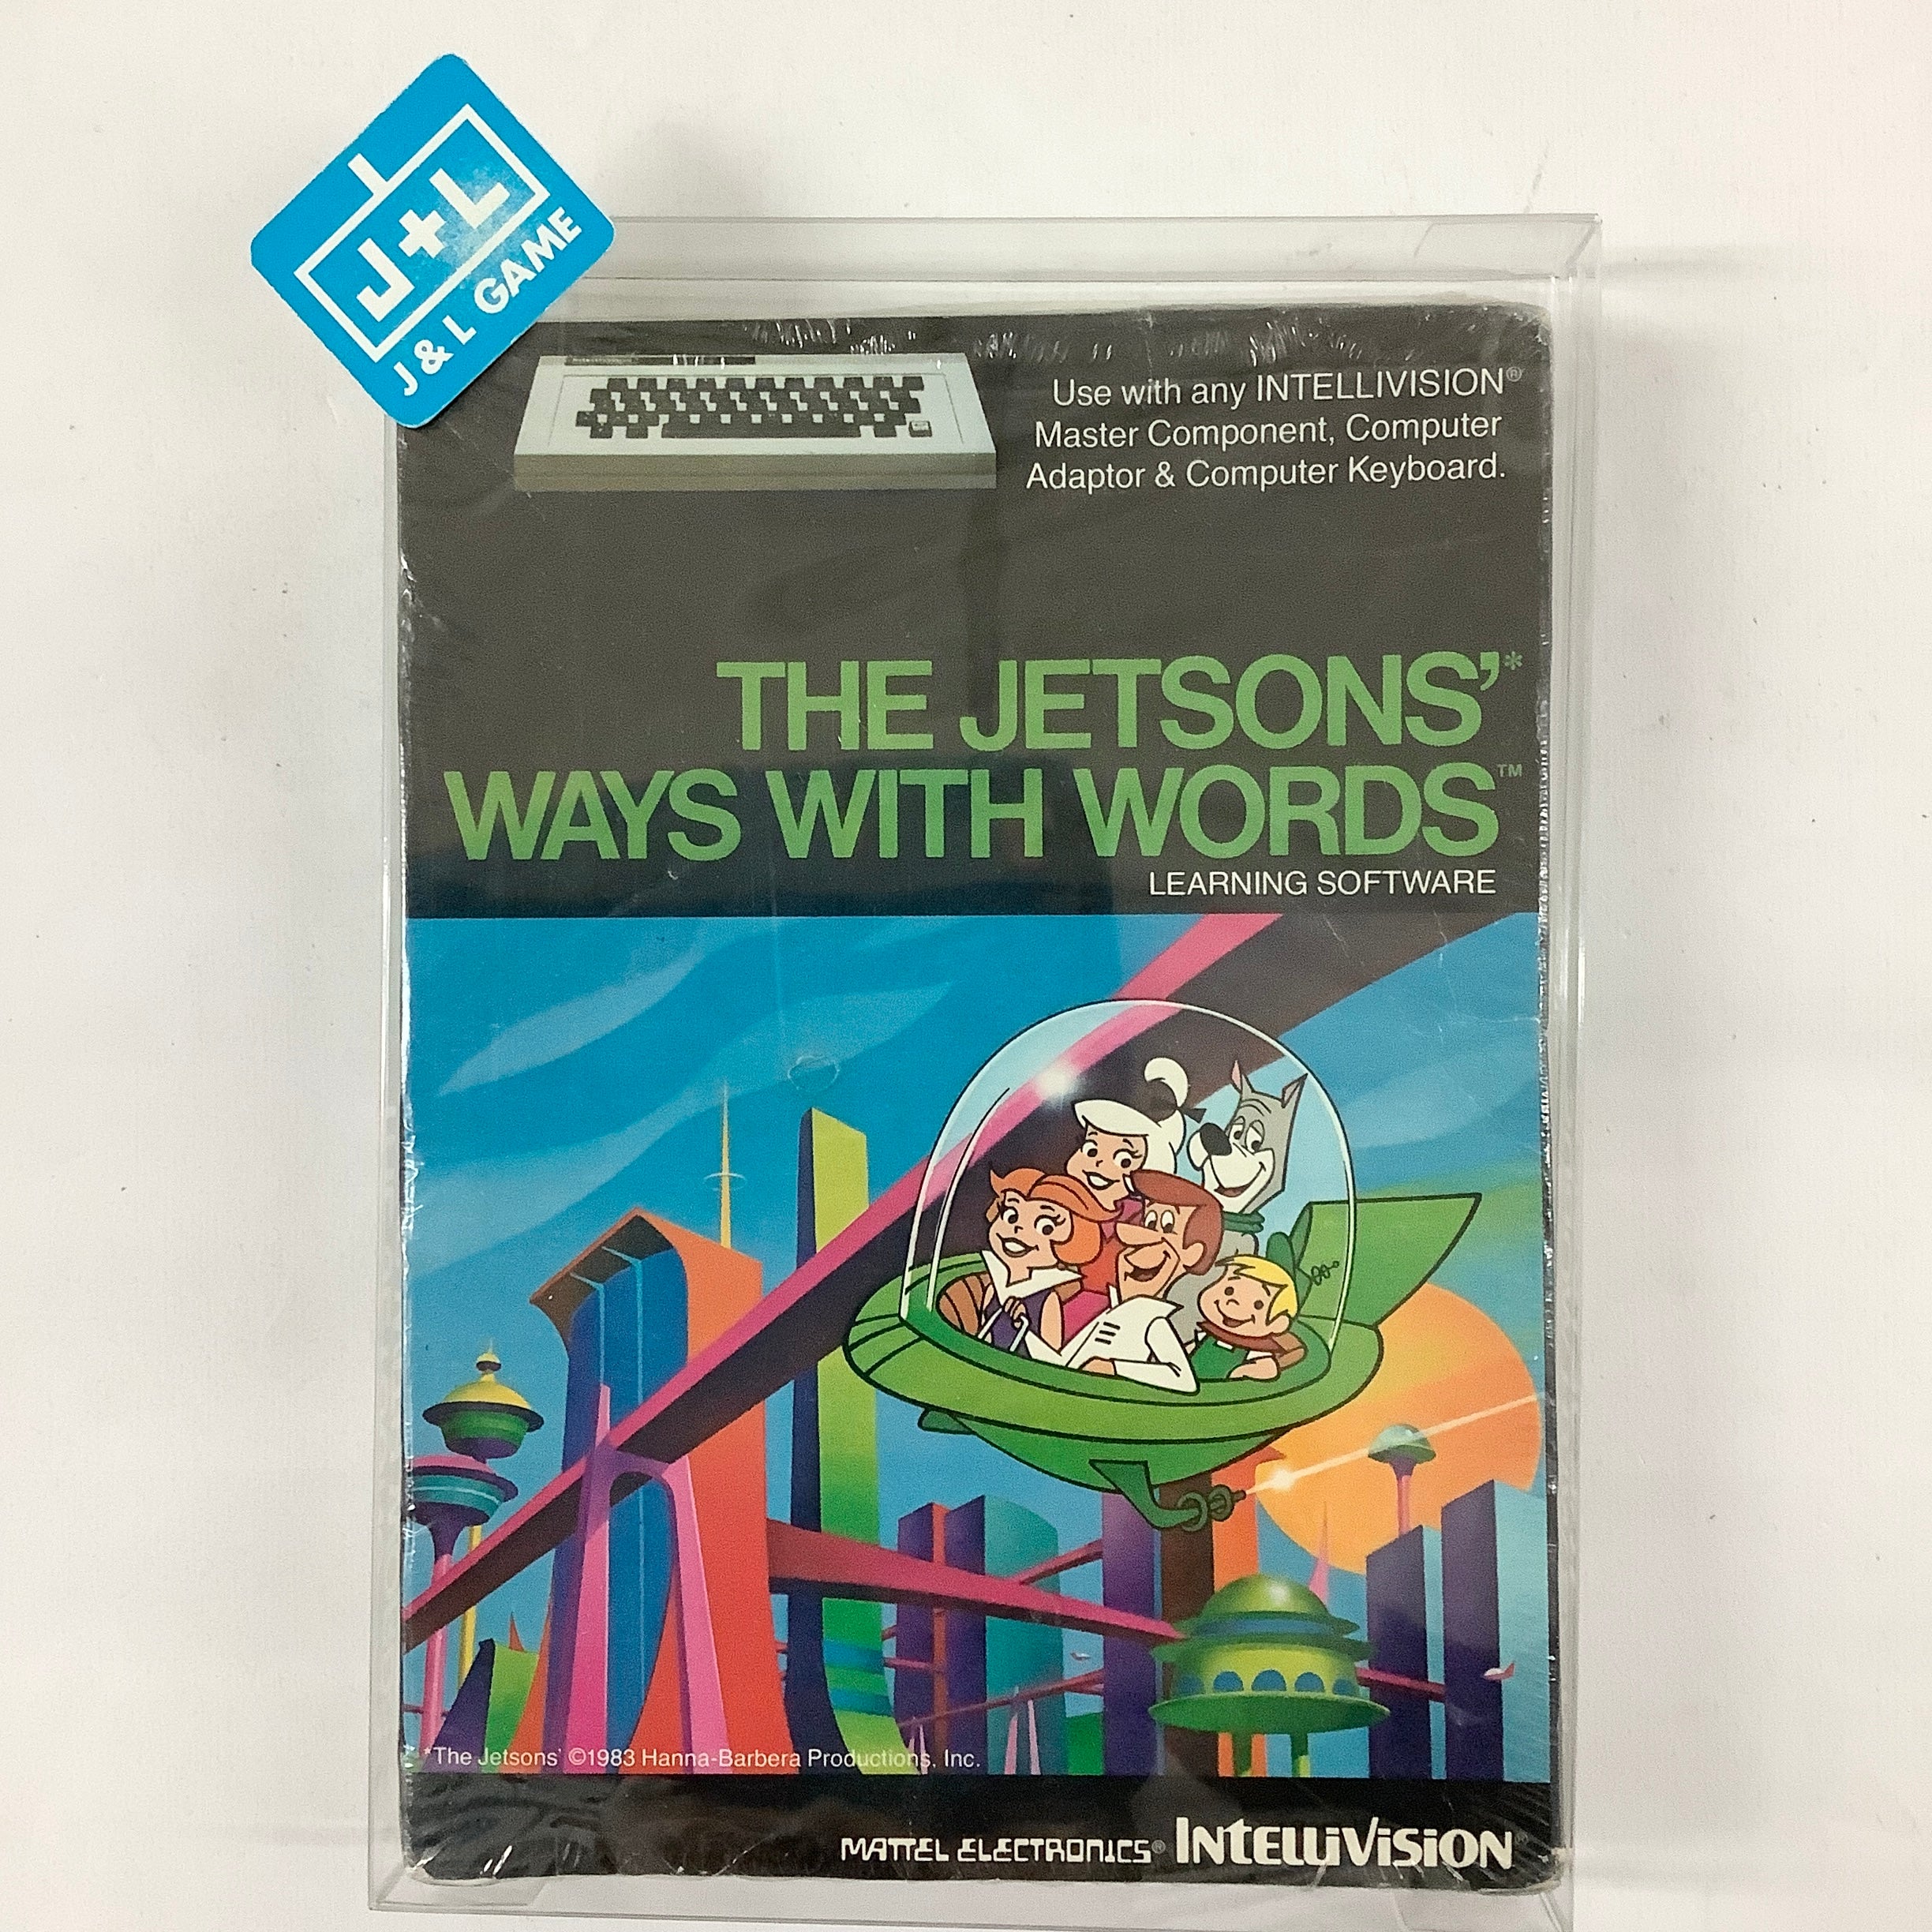 J+L
J & L GAME
Use with any INTELLIVISION®
Master Component, Computer
Adaptor & Computer Keyboard.
THE JETSONS'*
WAYS WITH WORDS™
LEARNING SOFTWARE
*'The Jetsons' ©1983 Hanna-Barbera Productions, Inc.
MATTEL ELECTRONICS® INTELLIVISION®